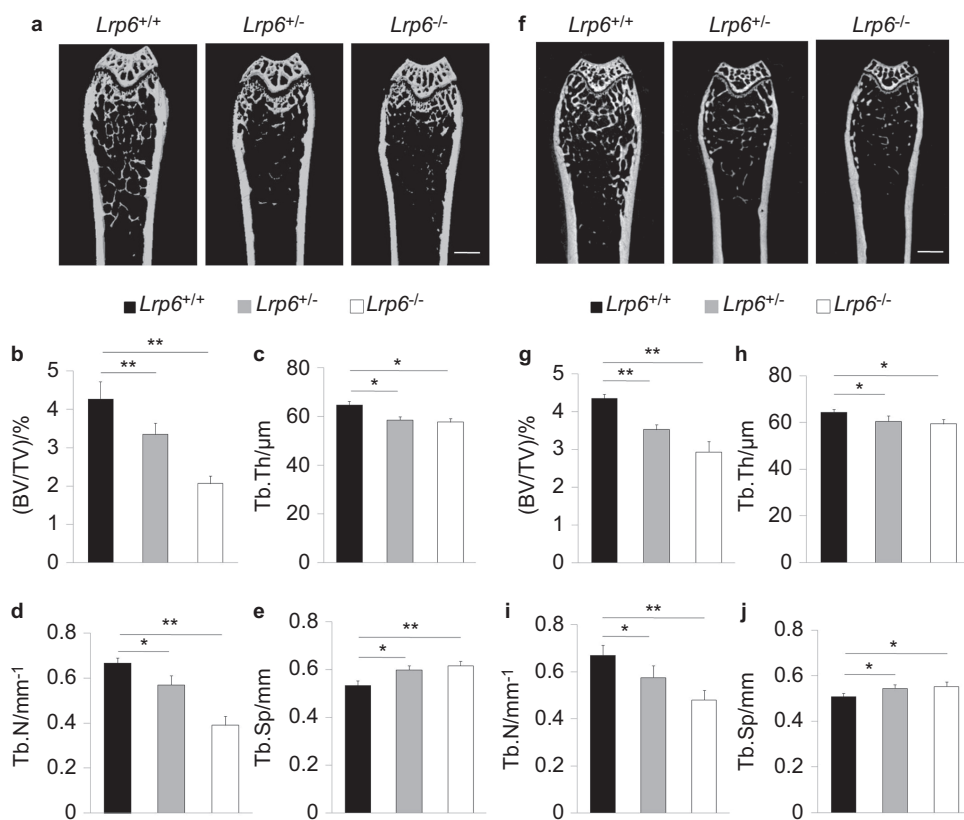 a Lrp6+/+ Lrp6+/- Lrp6-/-
f Lrp6+/+ Lrp6+/- Lrp6-/-
Lrp6+/+ Lrp6+/- Lrp6-/-
Lrp6+/+ Lrp6+/- Lrp6-/-
b
(BV/TV)/%
5
4
3
2
1
0
**
**
c
Tb.Th/μm
80
60
40
20
0
*
*
g
(BV/TV)/%
5
4
3
2
1
0
**
**
h
Tb.Th/μm
80
60
40
20
0
*
*
d
Tb.N/mm-1
0.8
0.6
0.4
0.2
0
**
*
e
Tb.Sp/mm
0.8
0.6
0.4
0.2
0
**
*
i
Tb.N/mm-1
0.8
0.6
0.4
0.2
0
**
*
j
Tb.Sp/mm
0.8
0.6
0.4
0.2
0
*
*